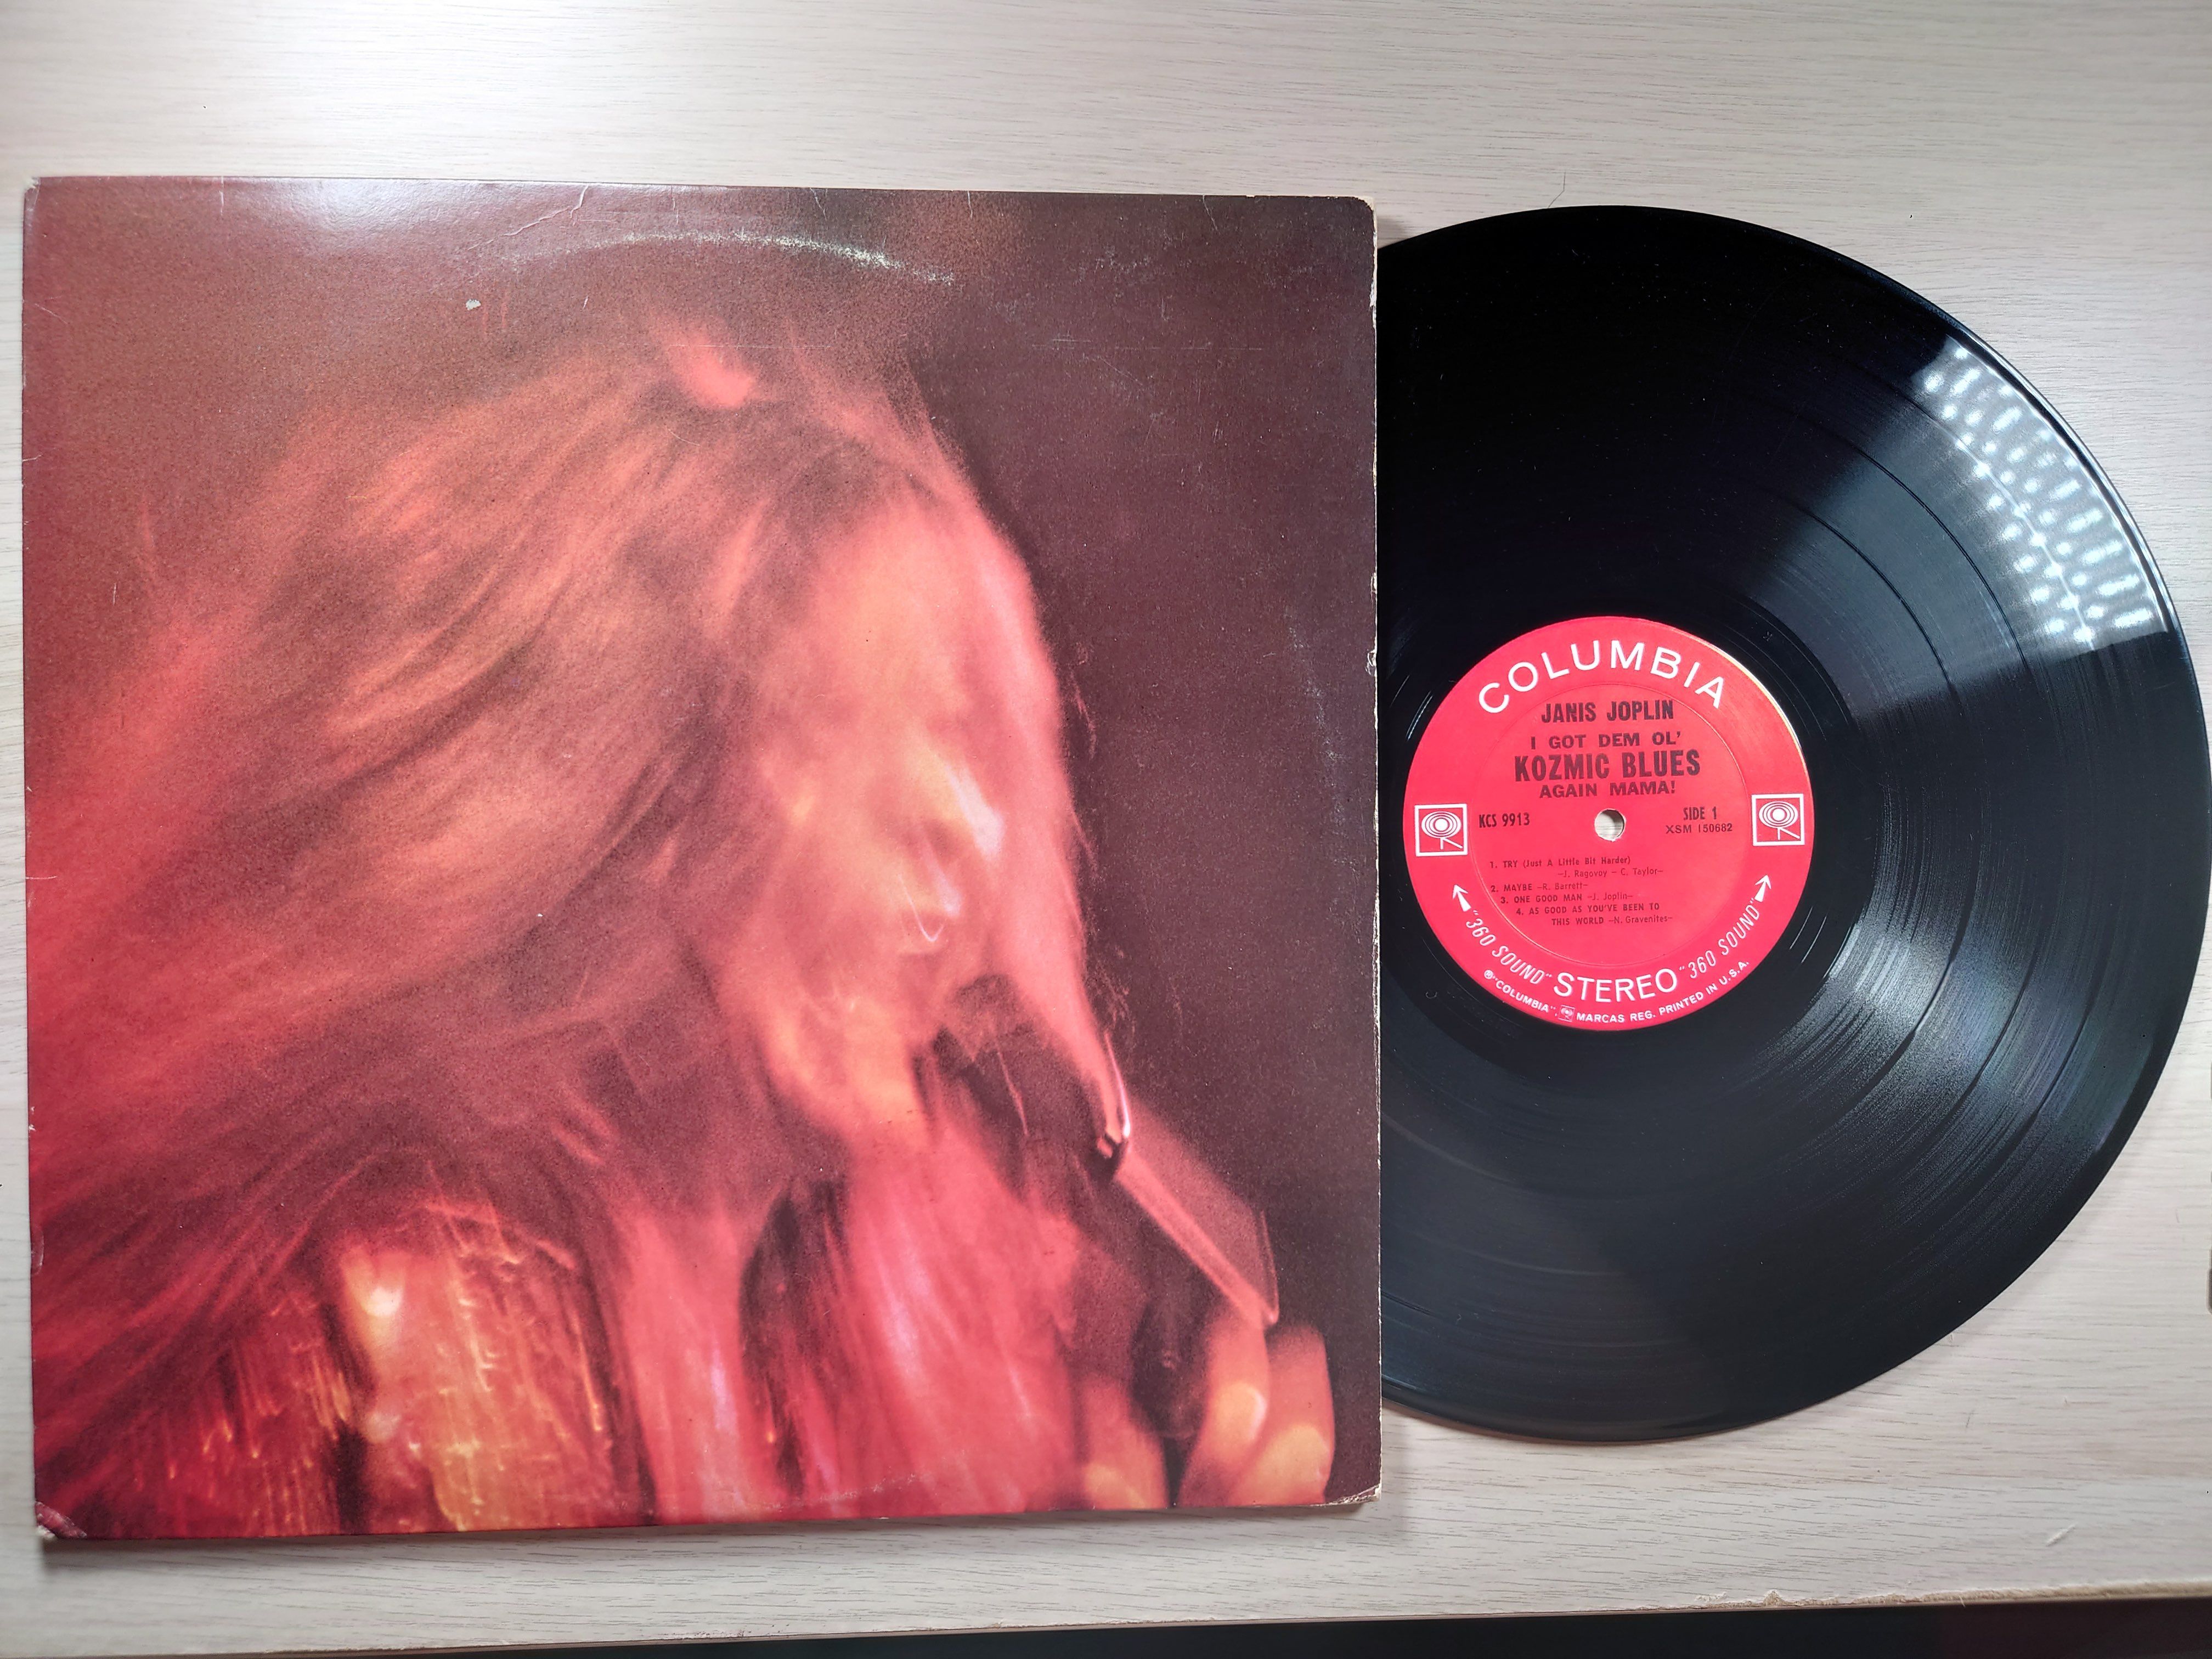 COLUMBIA
JANIS JOPLIN
I GOT DEM OL'
KOZMIC BLUES
AGAIN MAMA!
KCS 9913
SIDE 1
XSM 150682
1. TRY (Just A Little Bit Harder)
-J. Ragovoy - C. Taylor-
2. MAYBE -R. Barrett-
3. ONE GOOD MAN -J. Joplin-
4. AS GOOD AS YOU'VE BEEN TO
THIS WORLD -N. Gravenites-
"360 SOUND" STEREO "360 SOUND"
® "COLUMBIA", MARCAS REG. PRINTED IN U.S.A.